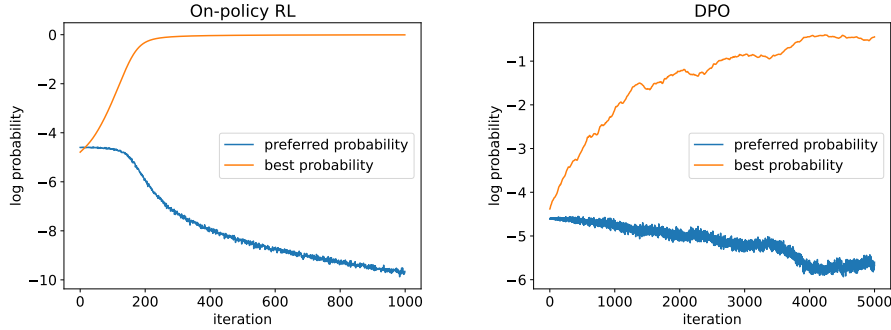 On-policy RL
0
−2
−4
−6
−8
−10
log probability
preferred probability
best probability
0 200 400 600 800 1000
iteration
DPO
−1
−2
−3
−4
−5
−6
log probability
preferred probability
best probability
0 1000 2000 3000 4000 5000
iteration